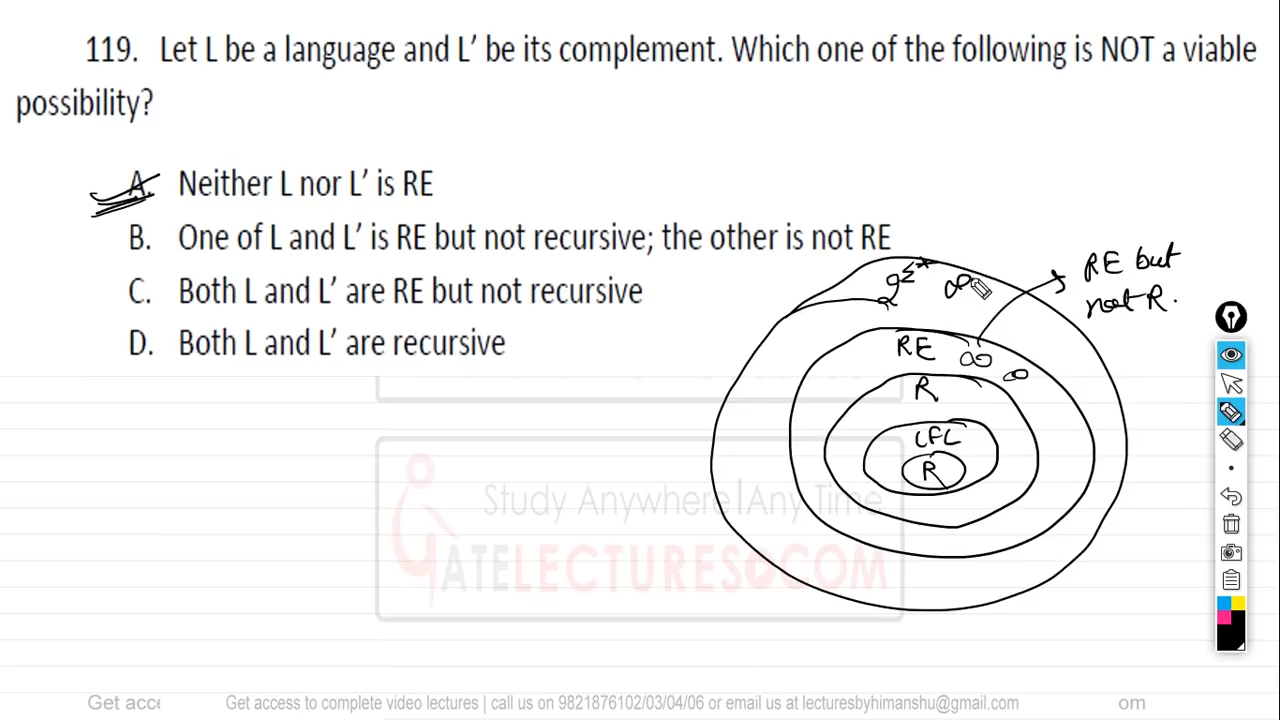 119. Let L be a language and L’ be its complement. Which one of the following is NOT a viable
possibility?
A. Neither L nor L’ is RE
B. One of L and L’ is RE but not recursive; the other is not RE
C. Both L and L’ are RE but not recursive
D. Both L and L’ are recursive
2^Σ*
RE but
not R.
RE
R
CFL
R
Study Anywhere|Any Time
GATELECTURES.COM
Get acce
Get access to complete video lectures | call us on 9821876102/03/04/06 or email us at lecturesbyhimanshu@gmail.com
om